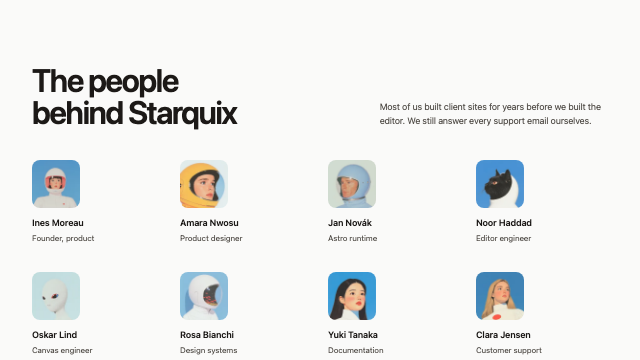 The people
behind Starquix
Most of us built client sites for years before we built the
editor. We still answer every support email ourselves.
Ines Moreau
Founder, product
Amara Nwosu
Product designer
Jan Novák
Astro runtime
Noor Haddad
Editor engineer
Oskar Lind
Canvas engineer
Rosa Bianchi
Design systems
Yuki Tanaka
Documentation
Clara Jensen
Customer support